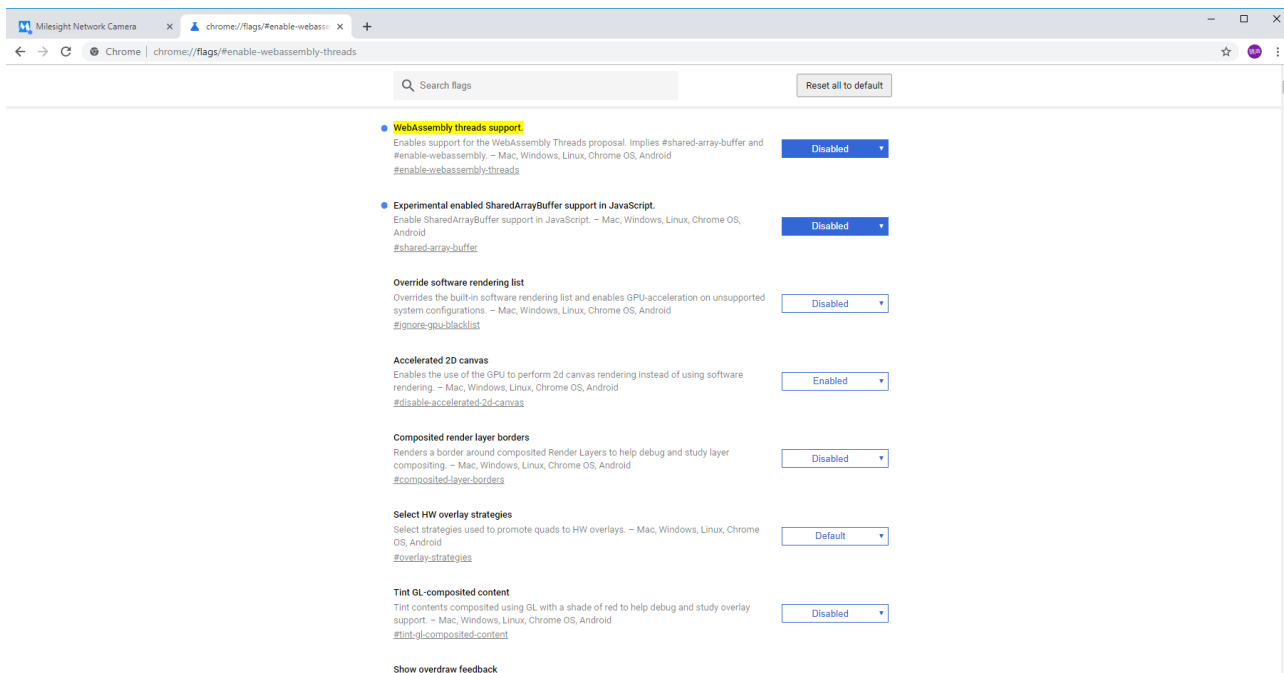 Milesight Network Camera
chrome://flags/#enable-webasse
Chrome | chrome://flags/#enable-webassembly-threads
Search flags
Reset all to default
WebAssembly threads support.
Enables support for the WebAssembly Threads proposal. Implies #shared-array-buffer and
#enable-webassembly. – Mac, Windows, Linux, Chrome OS, Android
#enable-webassembly-threads
Disabled
Experimental enabled SharedArrayBuffer support in JavaScript.
Enable SharedArrayBuffer support in JavaScript. – Mac, Windows, Linux, Chrome OS,
Android
#shared-array-buffer
Disabled
Override software rendering list
Overrides the built-in software rendering list and enables GPU-acceleration on unsupported
system configurations. – Mac, Windows, Linux, Chrome OS, Android
#ignore-gpu-blacklist
Disabled
Accelerated 2D canvas
Enables the use of the GPU to perform 2d canvas rendering instead of using software
rendering. – Mac, Windows, Linux, Chrome OS, Android
#disable-accelerated-2d-canvas
Enabled
Composited render layer borders
Renders a border around composited Render Layers to help debug and study layer
compositing. – Mac, Windows, Linux, Chrome OS, Android
#composited-layer-borders
Disabled
Select HW overlay strategies
Select strategies used to promote quads to HW overlays. – Mac, Windows, Linux, Chrome
OS, Android
#overlay-strategies
Default
Tint GL-composited content
Tint contents composited using GL with a shade of red to help debug and study overlay
support. – Mac, Windows, Linux, Chrome OS, Android
#tint-gl-composited-content
Disabled
Show overdraw feedback